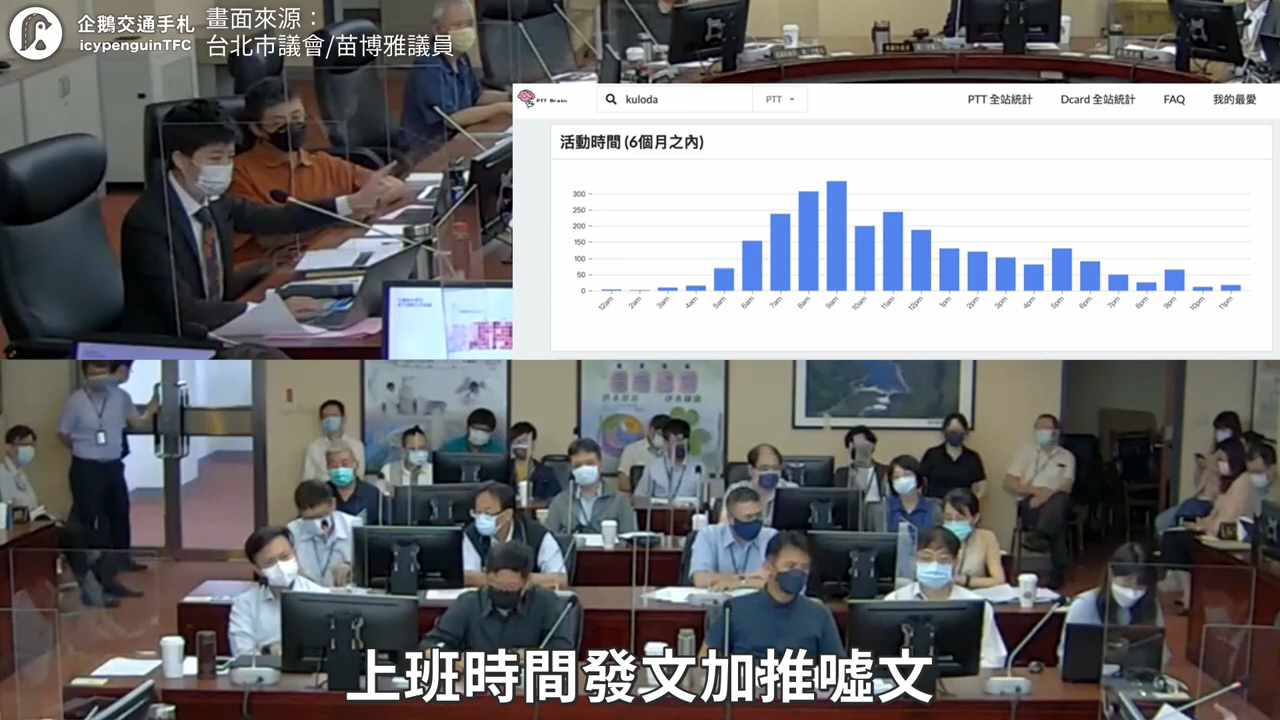 企鵝交通手札
icypenguinTFC
畫面來源：
台北市議會/苗博雅議員
PTT Brain
kuloda
PTT
PTT 全站統計
Dcard 全站統計
FAQ
我的最愛
活動時間 (6個月之內)
300
250
200
150
100
50
0
12am
2am
3am
4am
5am
6am
7am
8am
9am
10am
11am
12pm
1pm
2pm
3pm
4pm
5pm
6pm
7pm
8pm
9pm
10pm
11pm
上班時間發文加推噓文